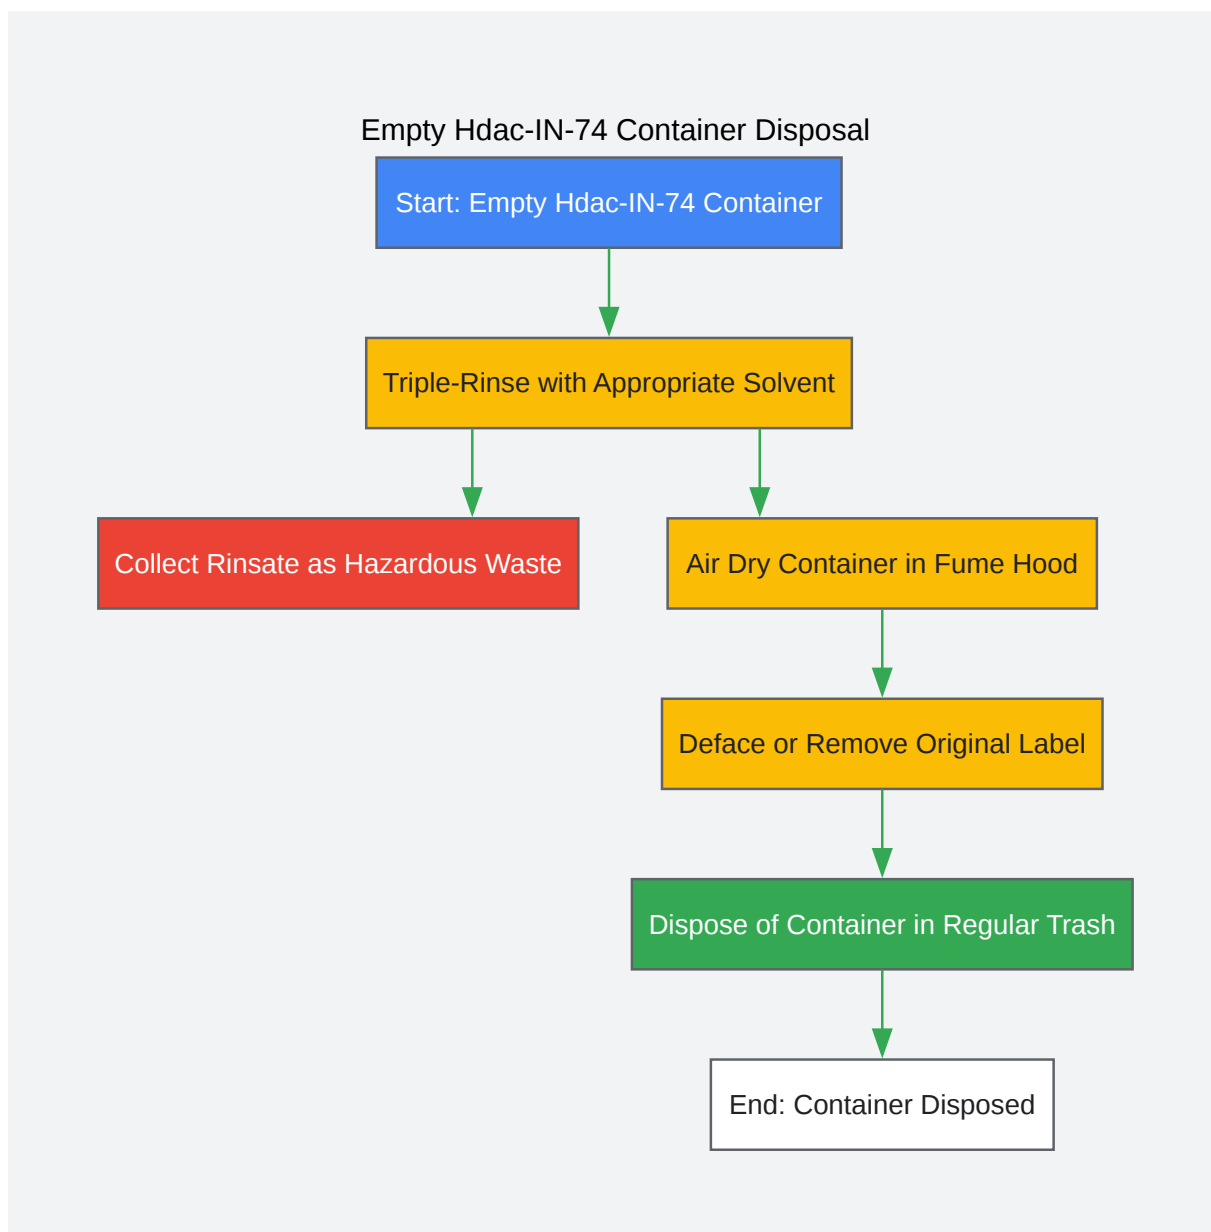 Empty Hdac-IN-74 Container Disposal
Start: Empty Hdac-IN-74 Container
Triple-Rinse with Appropriate Solvent
Collect Rinsate as Hazardous Waste
Air Dry Container in Fume Hood
Deface or Remove Original Label
Dispose of Container in Regular Trash
End: Container Disposed